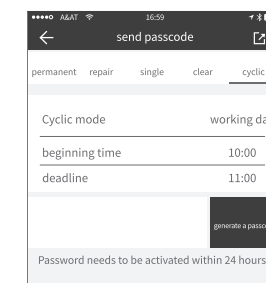 A&AT 16:59
send passcode
permanent repair single clear cyclic
Cyclic mode working da
beginning time 10:00
deadline 11:00
generate a passco
Password needs to be activated within 24 hours